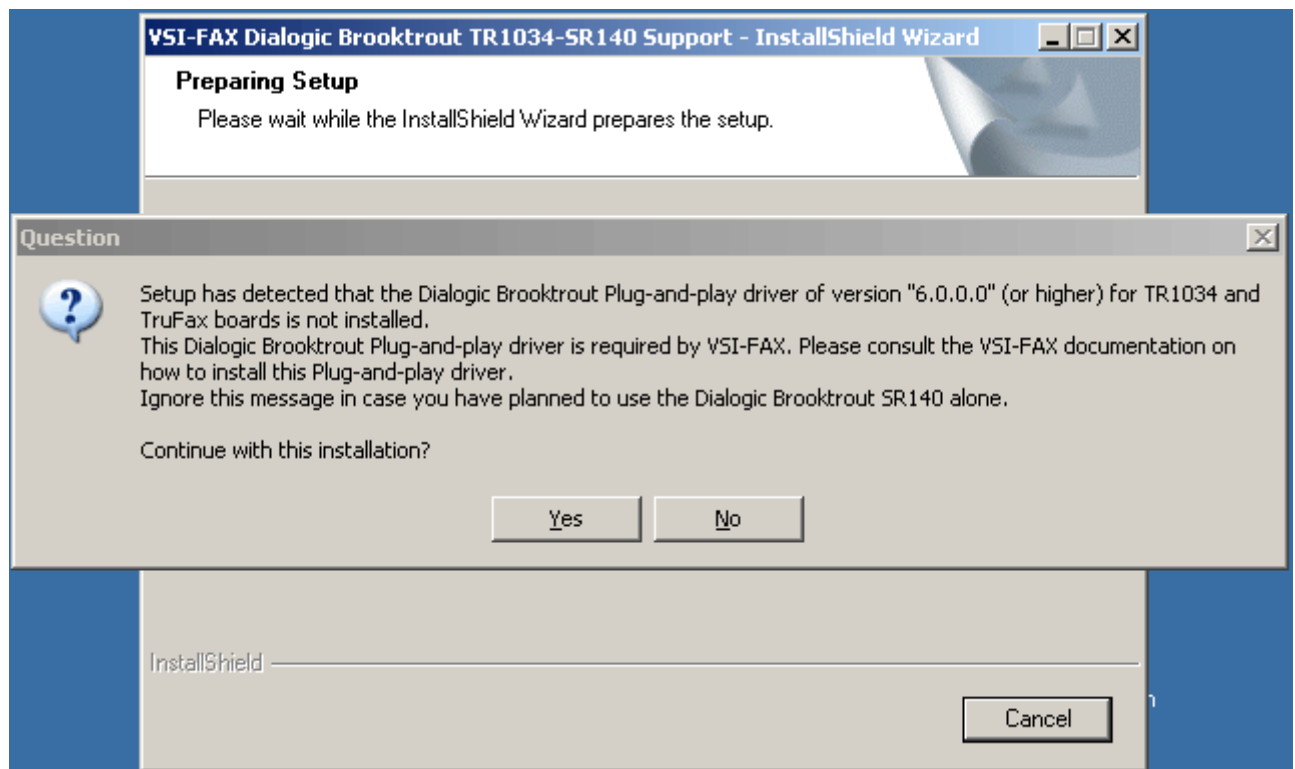 VSI-FAX Dialogic Brooktrout TR1034-SR140 Support - InstallShield Wizard
Preparing Setup
Please wait while the InstallShield Wizard prepares the setup.
Question
Setup has detected that the Dialogic Brooktrout Plug-and-play driver of version "6.0.0.0" (or higher) for TR1034 and
TruFax boards is not installed.
This Dialogic Brooktrout Plug-and-play driver is required by VSI-FAX. Please consult the VSI-FAX documentation on
how to install this Plug-and-play driver.
Ignore this message in case you have planned to use the Dialogic Brooktrout SR140 alone.
Continue with this installation?
Yes
No
InstallShield
Cancel